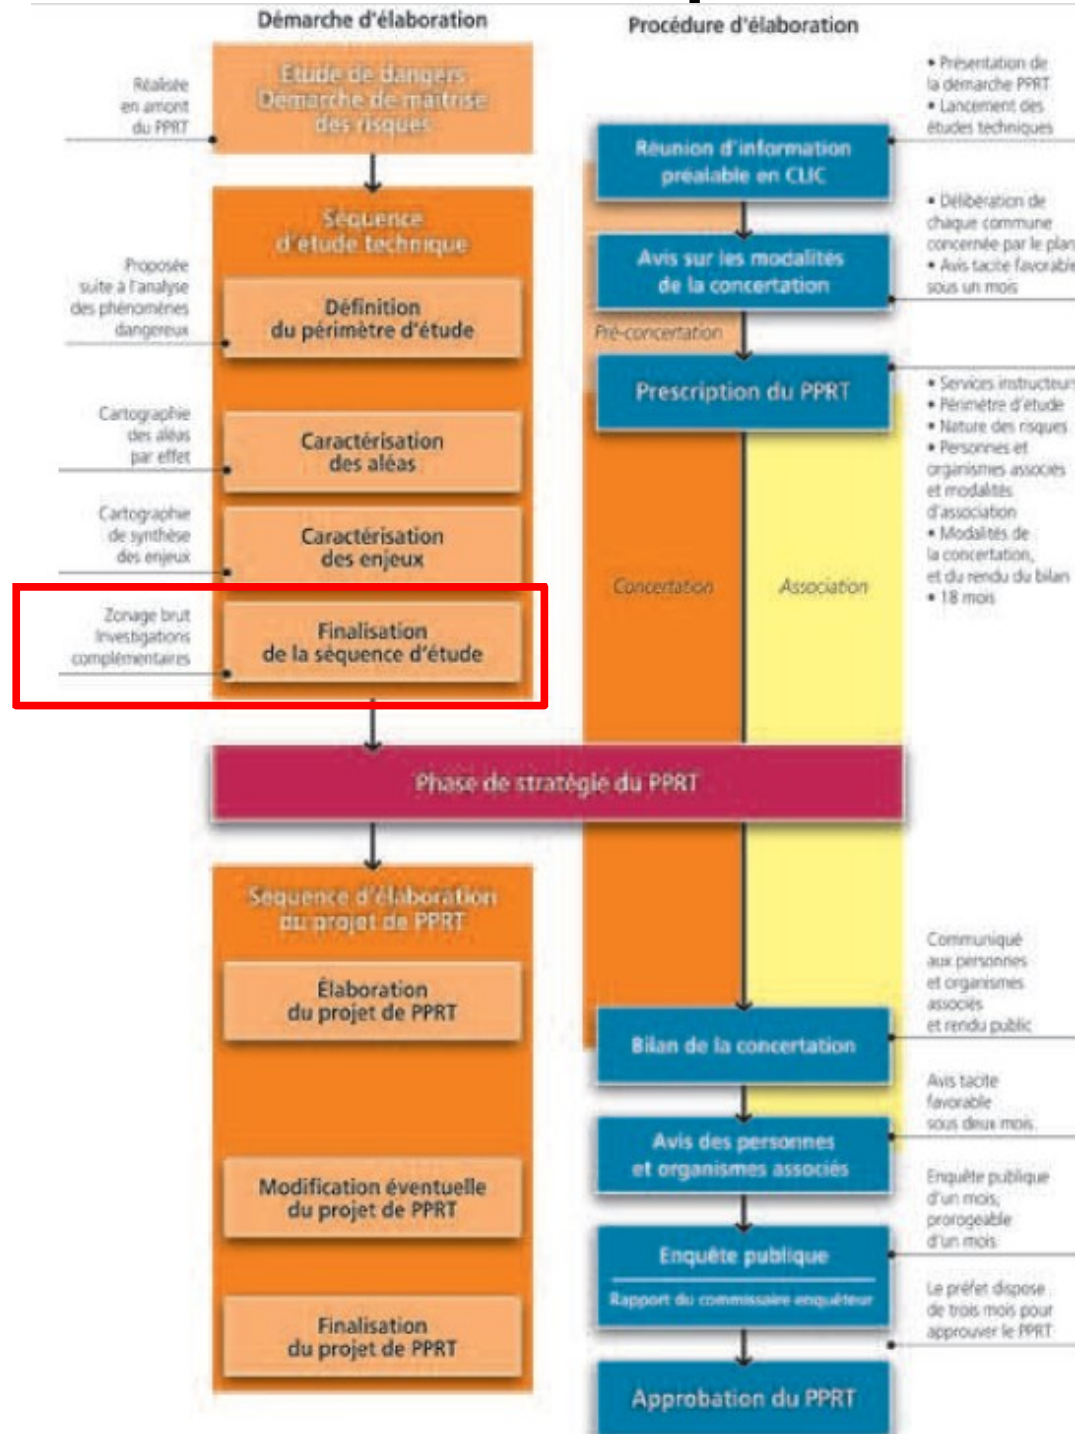 Démarche d'élaboration
Réalisée
en amont
du PPRT
Etude de dangers
Démarche de maîtrise
des risques
Séquence
d'étude technique
Proposée
suite à l'analyse
des phénomènes
dangereux
Définition
du périmètre d'étude
Cartographie
des aléas
par effet
Caractérisation
des aléas
Cartographie
de synthèse
des enjeux
Caractérisation
des enjeux
Zonage brut
Investigations
complémentaires
Finalisation
de la séquence d'étude
Phase de stratégie du PPRT
Séquence d'élaboration
du projet de PPRT
Élaboration
du projet de PPRT
Modification éventuelle
du projet de PPRT
Finalisation
du projet de PPRT
Procédure d'élaboration
Réunion d'information
préalable en CLIC
• Présentation de
la démarche PPRT
• Lancement des
études techniques
Avis sur les modalités
de la concertation
• Délibération de
chaque commune
concernée par le plan
• Avis tacite favorable
sous un mois
Pré-concertation
Prescription du PPRT
• Services instructeurs
• Périmètre d'étude
• Nature des risques
• Personnes et
organismes associés
et modalités
d'association
• Modalités de
la concertation,
et du rendu du bilan
• 18 mois
Concertation
Association
Bilan de la concertation
Communiqué
aux personnes
et organismes
associés
et rendu public
Avis des personnes
et organismes associés
Avis tacite
favorable
sous deux mois.
Enquête publique
Rapport du commissaire enquêteur
Enquête publique
d'un mois,
prorogeable
d'un mois
Le préfet dispose
de trois mois pour
approuver le PPRT
Approbation du PPRT